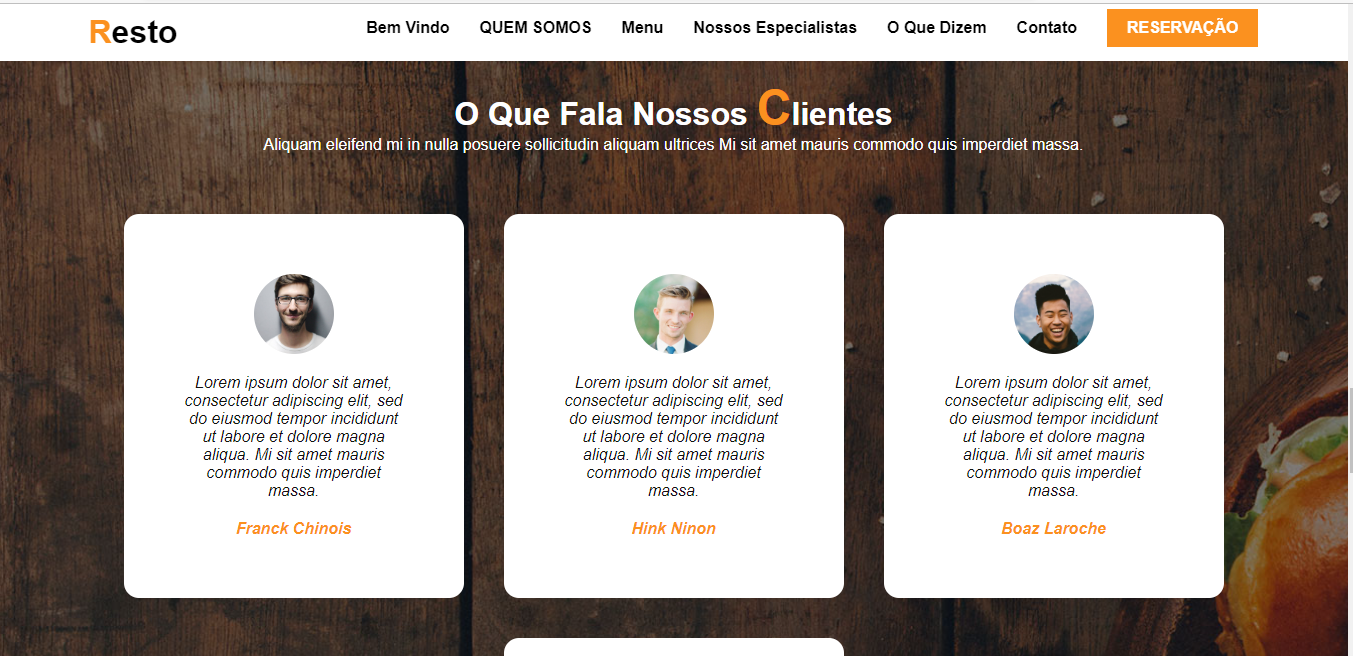 Resto
Bem Vindo
QUEM SOMOS
Menu
Nossos Especialistas
O Que Dizem
Contato
RESERVAÇÃO
O Que Fala Nossos Clientes
Aliquam eleifend mi in nulla posuere sollicitudin aliquam ultrices Mi sit amet mauris commodo quis imperdiet massa.
Lorem ipsum dolor sit amet,
consectetur adipiscing elit, sed
do eiusmod tempor incididunt
ut labore et dolore magna
aliqua. Mi sit amet mauris
commodo quis imperdiet
massa.
Franck Chinois
Lorem ipsum dolor sit amet,
consectetur adipiscing elit, sed
do eiusmod tempor incididunt
ut labore et dolore magna
aliqua. Mi sit amet mauris
commodo quis imperdiet
massa.
Hink Ninon
Lorem ipsum dolor sit amet,
consectetur adipiscing elit, sed
do eiusmod tempor incididunt
ut labore et dolore magna
aliqua. Mi sit amet mauris
commodo quis imperdiet
massa.
Boaz Laroche